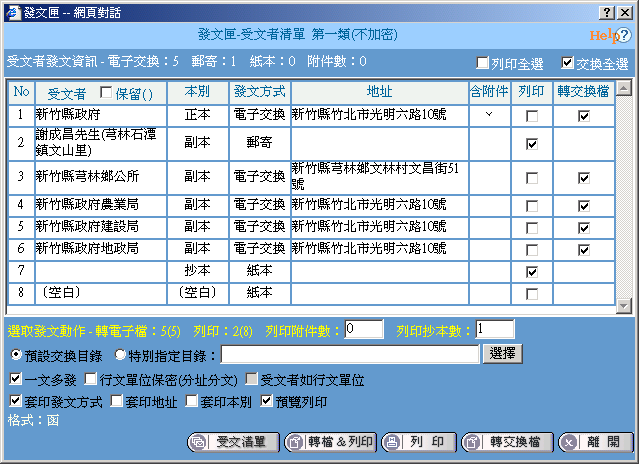 發文匣 -- 網頁對話
發文匣-受文者清單 第一類(不加密)
Help?
受文者發文資訊 - 電子交換：5 郵寄：1 紙本：0 附件數：0 列印全選 交換全選
No 受文者 保留() 本別 發文方式 地址 含附件 列印 轉交換檔
1 新竹縣政府 正本 電子交換 新竹縣竹北市光明六路10號 ˇ
2 謝成昌先生(芎林石潭鎮文山里) 副本 郵寄
3 新竹縣芎林鄉公所 副本 電子交換 新竹縣芎林鄉文林村文昌街51號
4 新竹縣政府農業局 副本 電子交換 新竹縣竹北市光明六路10號
5 新竹縣政府建設局 副本 電子交換 新竹縣竹北市光明六路10號
6 新竹縣政府地政局 副本 電子交換 新竹縣竹北市光明六路10號
7 抄本 紙本
8 〔空白〕 〔空白〕 紙本
選取發文動作 - 轉電子檔：5(5) 列印：2(8) 列印附件數：0 列印抄本數：1
預設交換目錄 特別指定目錄： 選擇
一文多發 行文單位保密(分址分文) 受文者如行文單位
套印發文方式 套印地址 套印本別 預覽列印
格式：函
受文清單 轉檔＆列印 列 印 轉交換檔 離 開